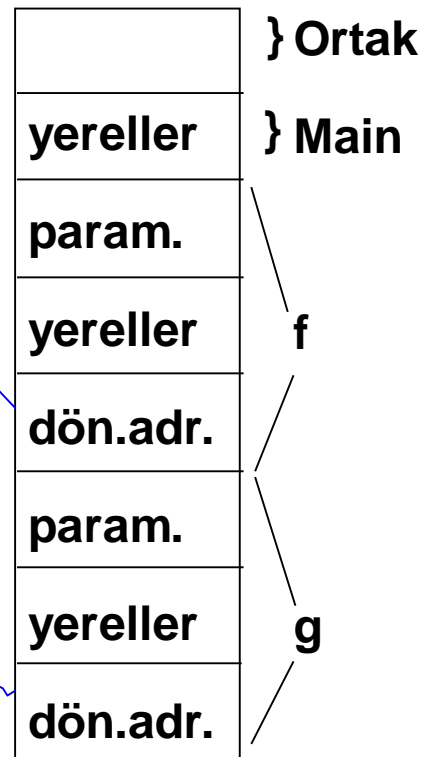 } Ortak
yereller } Main
param.
yereller f
dön.adr.
param.
yereller g
dön.adr.